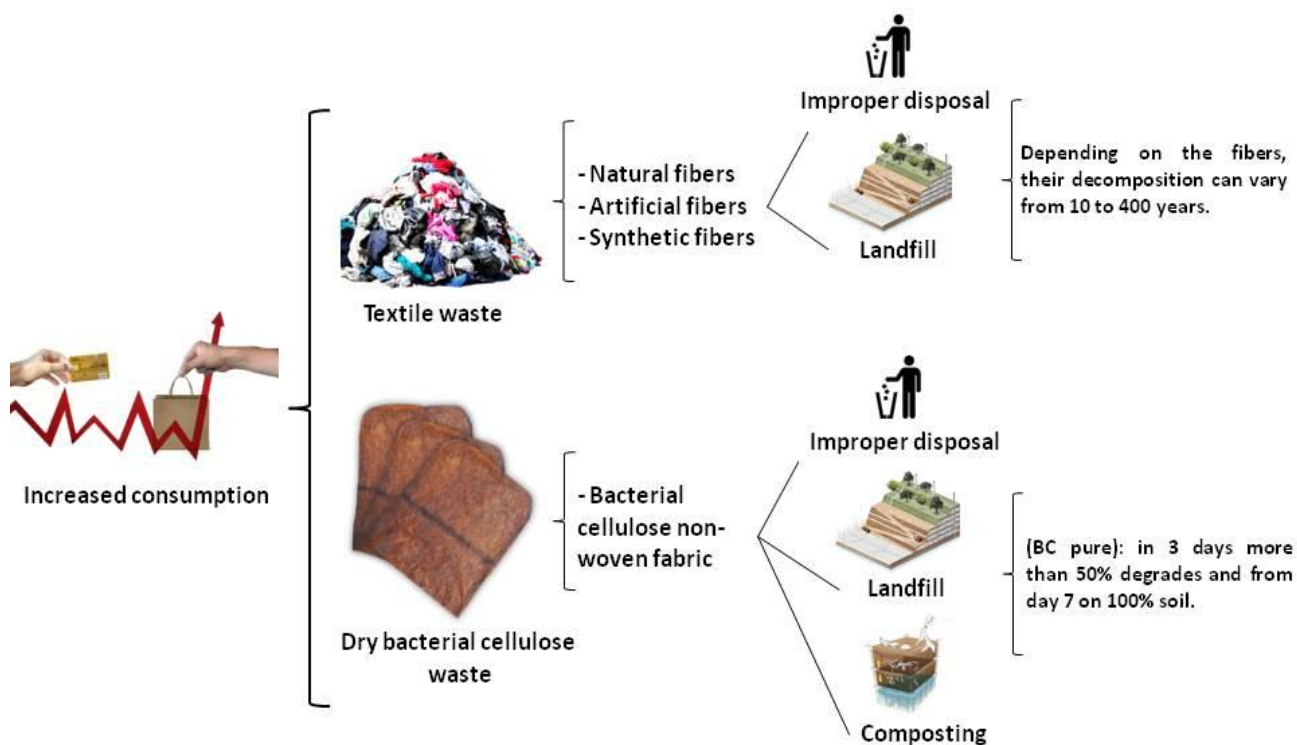 Increased consumption
Textile waste
- Natural fibers
- Artificial fibers
- Synthetic fibers
Improper disposal
Landfill
Depending on the fibers,
their decomposition can vary
from 10 to 400 years.
Dry bacterial cellulose
waste
- Bacterial
cellulose non-
woven fabric
Improper disposal
Landfill
Composting
(BC pure): in 3 days more
than 50% degrades and from
day 7 on 100% soil.